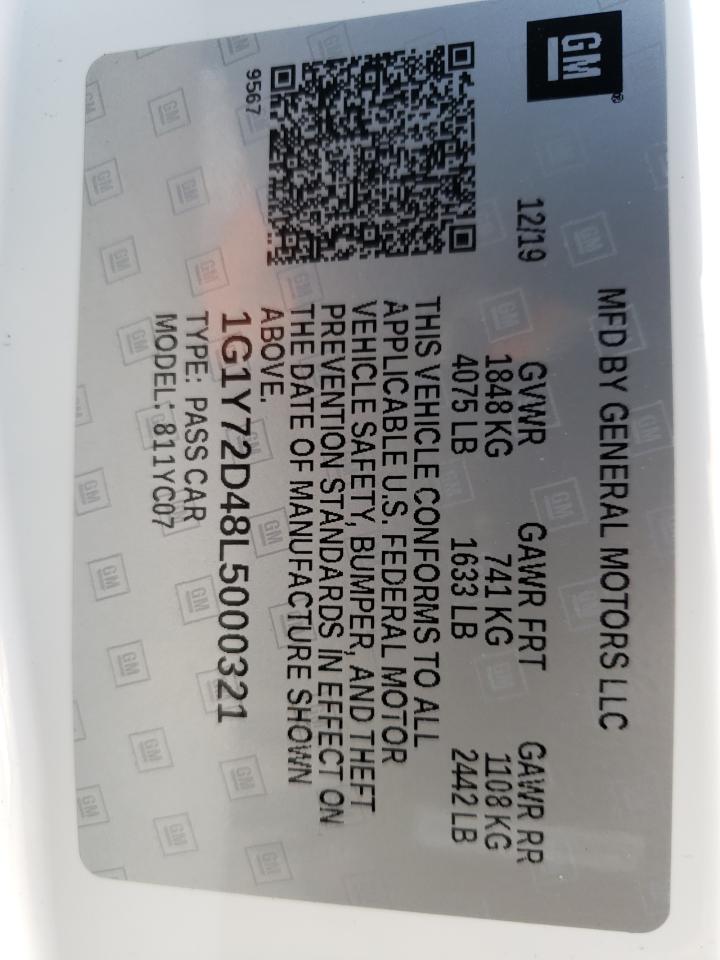 GM
MFD BY GENERAL MOTORS LLC
12/19
GVWR GAWR FRT GAWR RR
1848 KG 741 KG 1108 KG
4075 LB 1633 LB 2442 LB
THIS VEHICLE CONFORMS TO ALL
APPLICABLE U.S. FEDERAL MOTOR
VEHICLE SAFETY, BUMPER, AND THEFT
PREVENTION STANDARDS IN EFFECT ON
THE DATE OF MANUFACTURE SHOWN
ABOVE.
9567
1G1Y72D48L5000321
TYPE: PASS CAR
MODEL: 811YC07